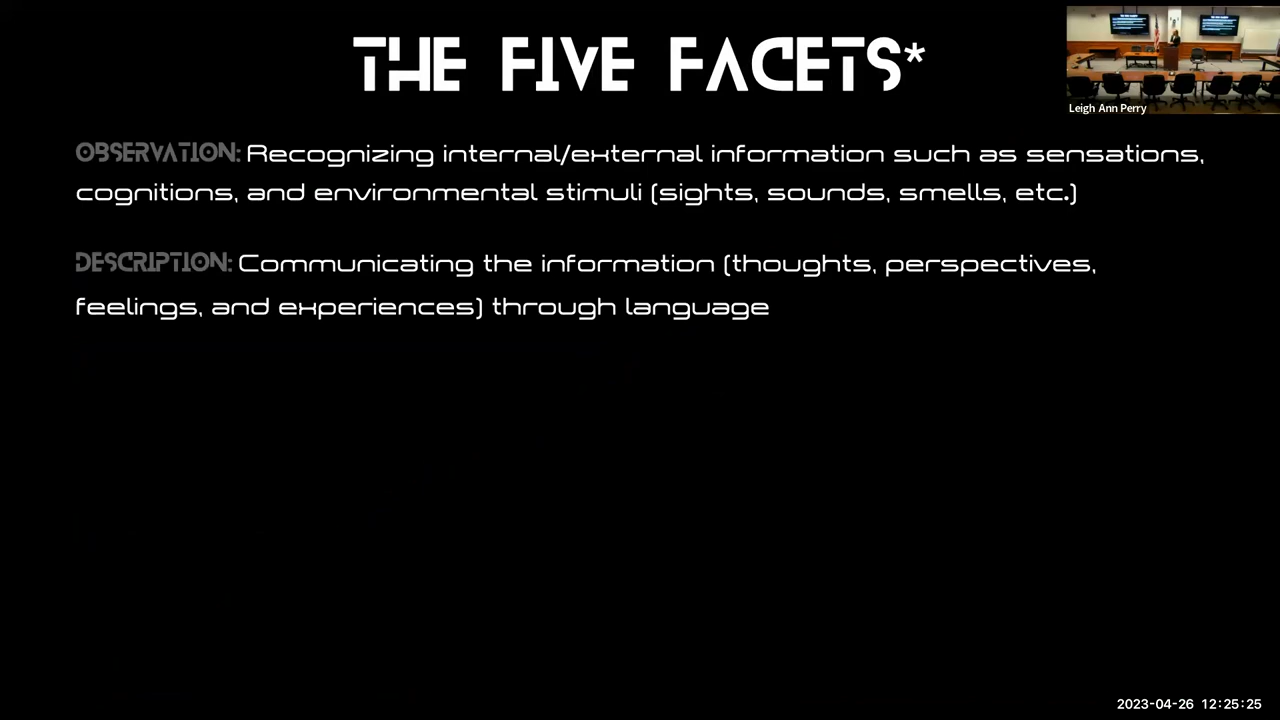 THE FIVE FACETS*
Leigh Ann Perry
OBSERVATION: Recognizing internal/external information such as sensations,
cognitions, and environmental stimuli (sights, sounds, smells, etc.)
DESCRIPTION: Communicating the information (thoughts, perspectives,
feelings, and experiences) through language
2023-04-26 12:25:25